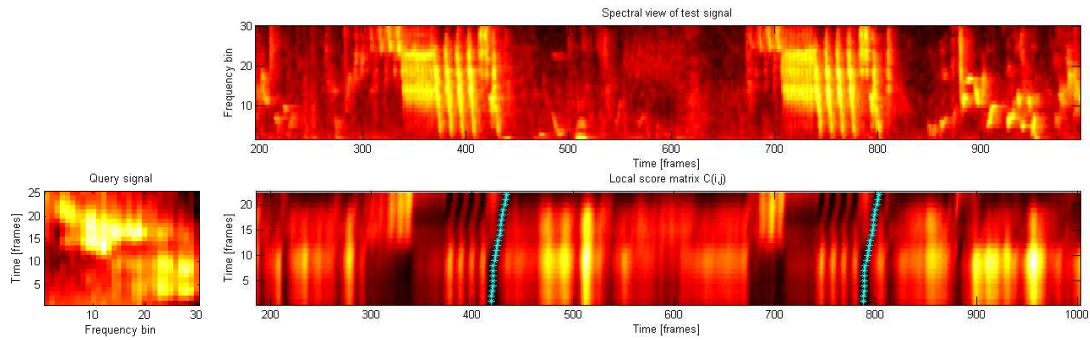 Spectral view of test signal
30
20
10
Frequency bin
200 300 400 500 600 700 800 900
Time [frames]
Query signal
25
20
15
10
5
Time [frames]
10 20 30
Frequency bin
Local score matrix C(i,j)
20
15
10
5
Time [frames]
200 300 400 500 600 700 800 900 1000
Time [frames]